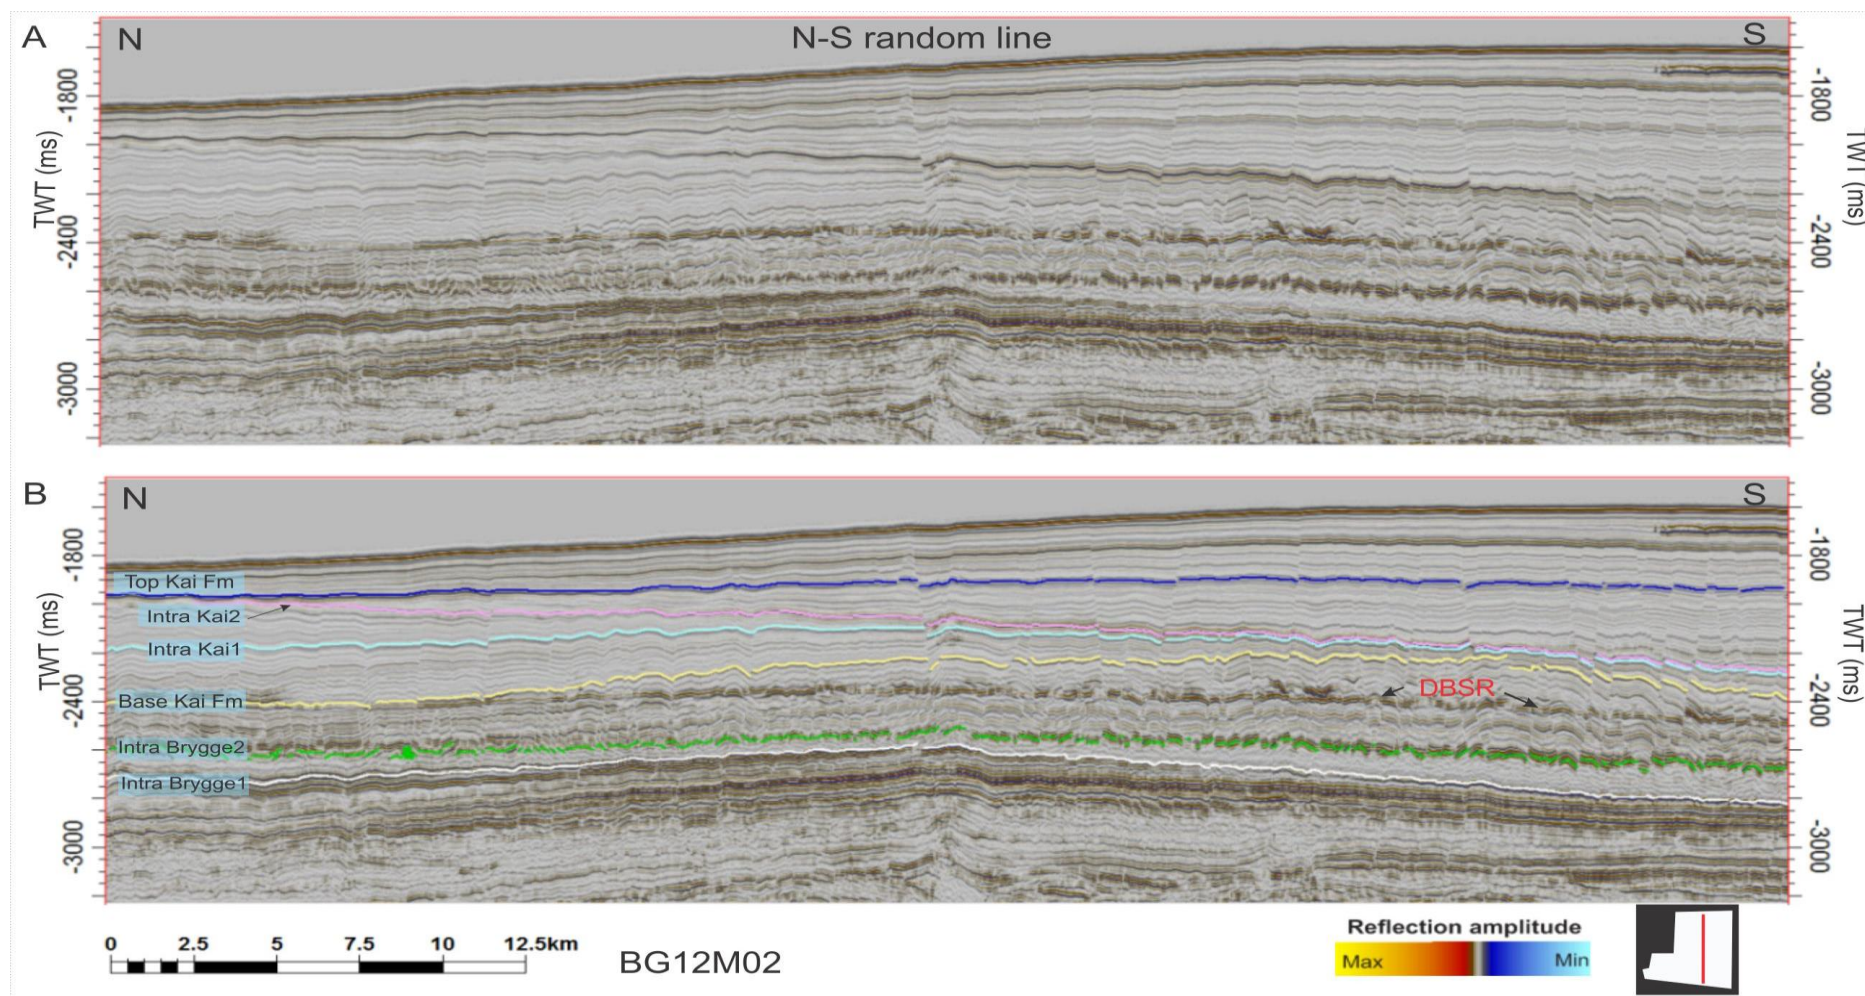 A
N
N-S random line
S
-1800
-2400
-3000
TWT (ms)
-1800
-2400
-3000
TWT (ms)
B
N
S
-1800
-2400
-3000
TWT (ms)
Top Kai Fm
Intra Kai2
Intra Kai1
Base Kai Fm
Intra Brygge2
Intra Brygge1
DBSR
-1800
-2400
-30000
TWT (ms)
0 2.5 5 7.5 10 12.5km
BG12M02
Reflection amplitude
Max Min